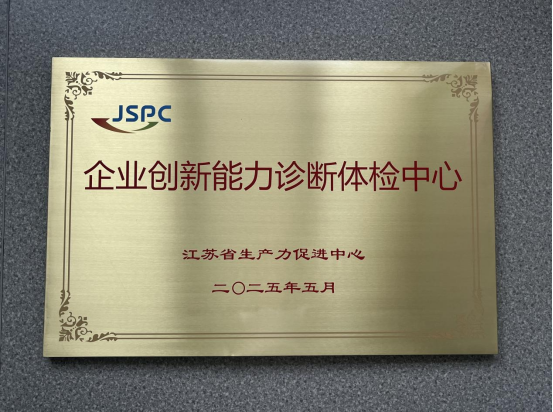 JSPC
企业创新能力诊断体检中心
江苏省生产力促进中心
二〇二五年五月